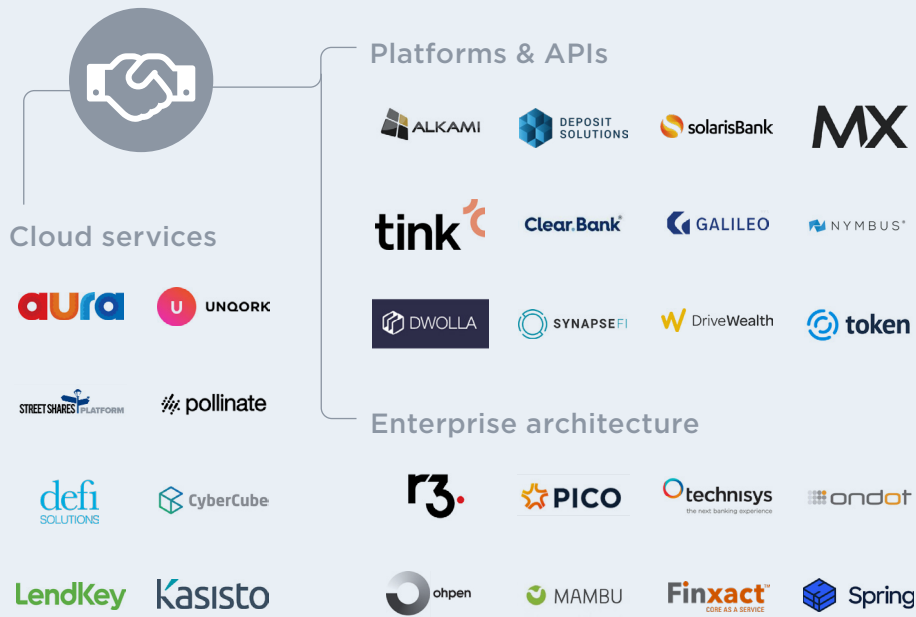 Platforms & APIs
ALKAMI
DEPOSIT
SOLUTIONS
solarisBank
MX
tink
Clear.Bank®
GALILEO
NYMBUS®
DWOLLA
SYNAPSEFI
DriveWealth
token
Cloud services
aura
U UNQORK
STREETSHARES PLATFORM
pollinate
defi
SOLUTIONS
CyberCube
LendKey
Kasisto
Enterprise architecture
r3.
PICO
technisys
the next banking experience
ondot
ohpen
MAMBU
Finxact™
CORE AS A SERVICE
Spring